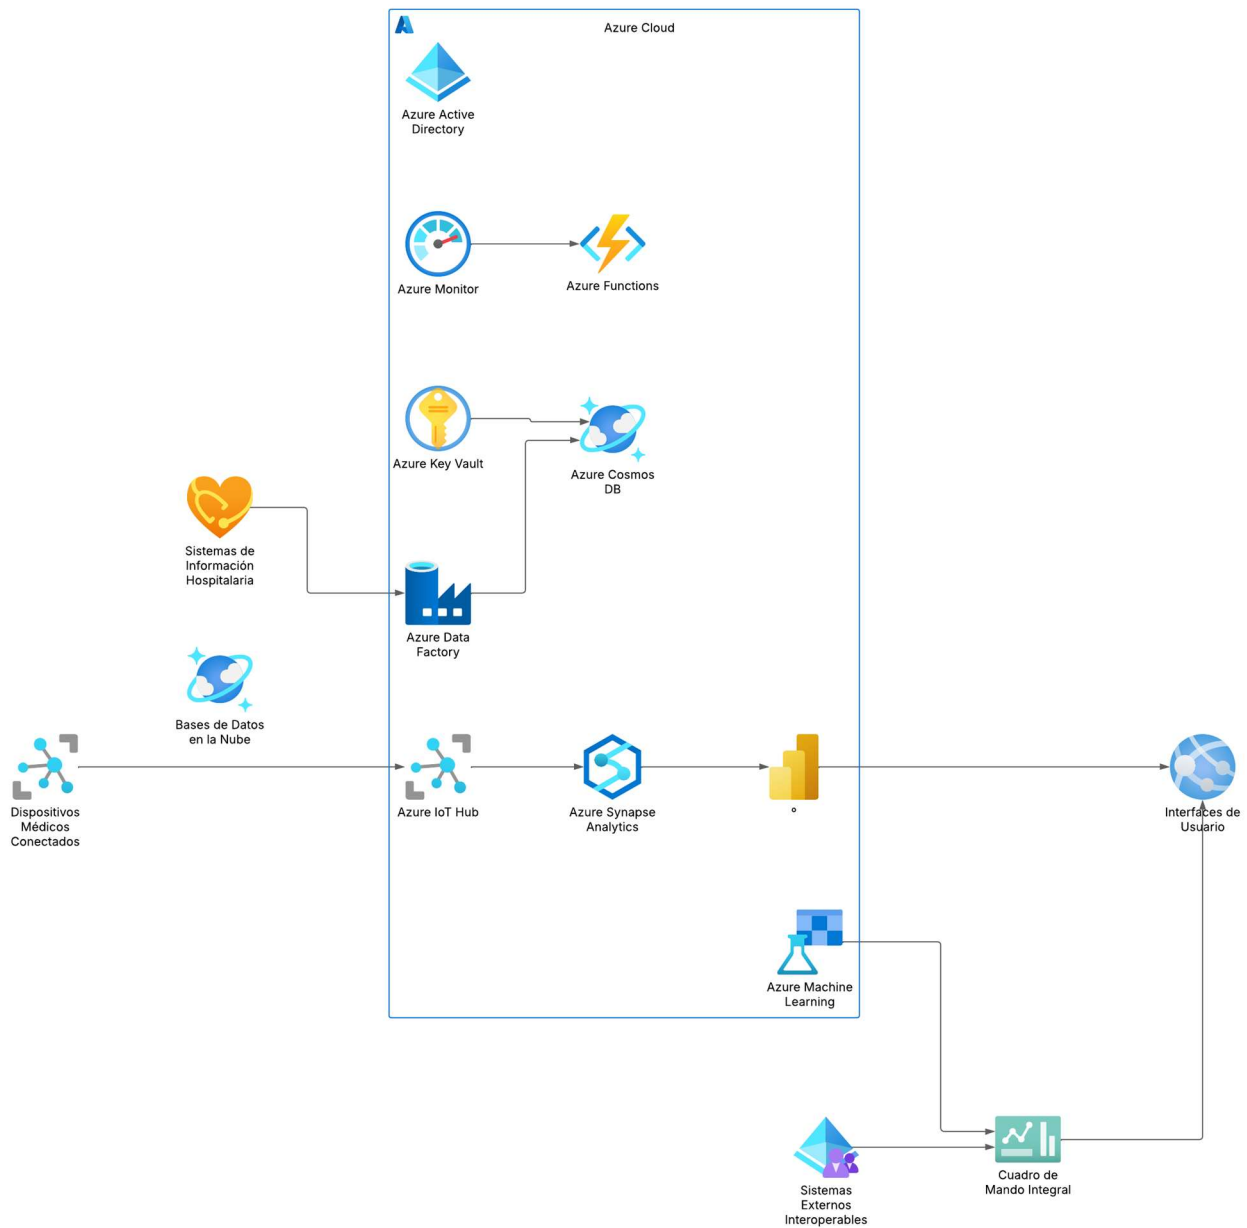 Azure Cloud
Azure Active
Directory
Azure Monitor
Azure Functions
Azure Key Vault
Azure Cosmos
DB
Sistemas de
Información
Hospitalaria
Azure Data
Factory
Bases de Datos
en la Nube
Dispositivos
Médicos
Conectados
Azure IoT Hub
Azure Synapse
Analytics
º
Interfaces de
Usuario
Azure Machine
Learning
Sistemas
Externos
Interoperables
Cuadro de
Mando Integral